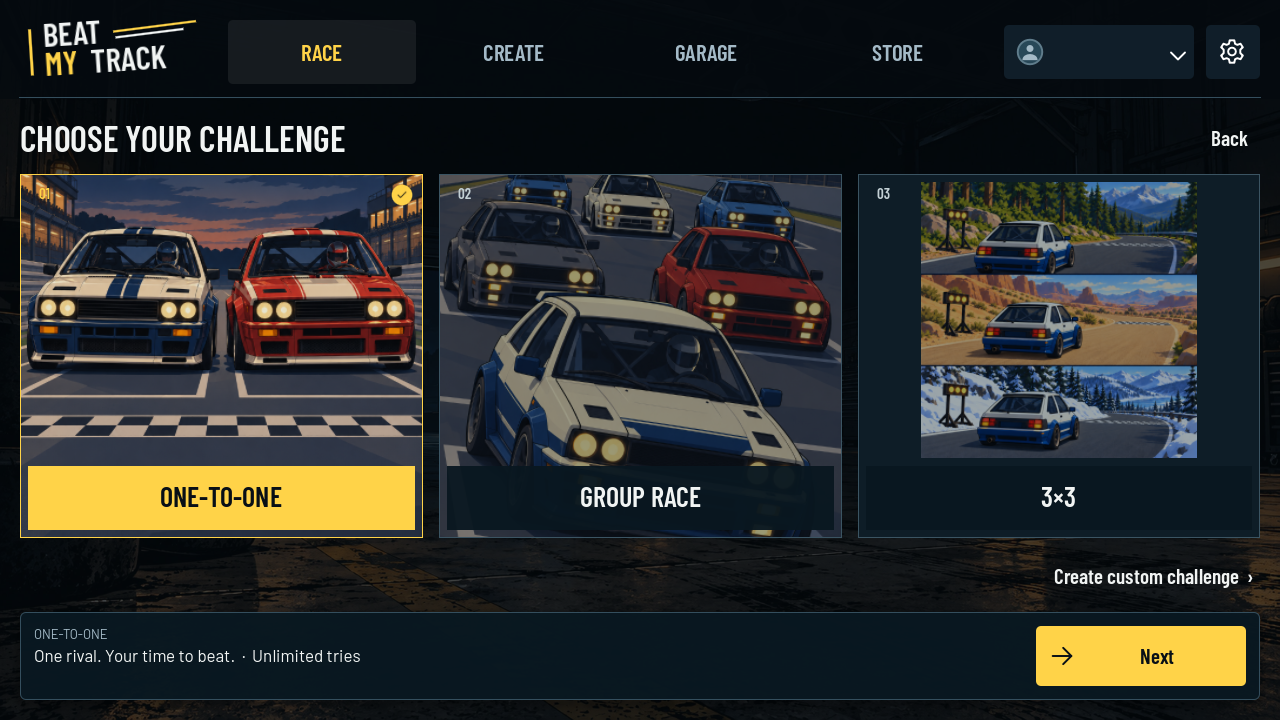 BEAT
MY TRACK
RACE
CREATE
GARAGE
STORE
CHOOSE YOUR CHALLENGE
Back
01
02
03
ONE-TO-ONE
GROUP RACE
3×3
Create custom challenge ›
ONE-TO-ONE
One rival. Your time to beat. · Unlimited tries
Next